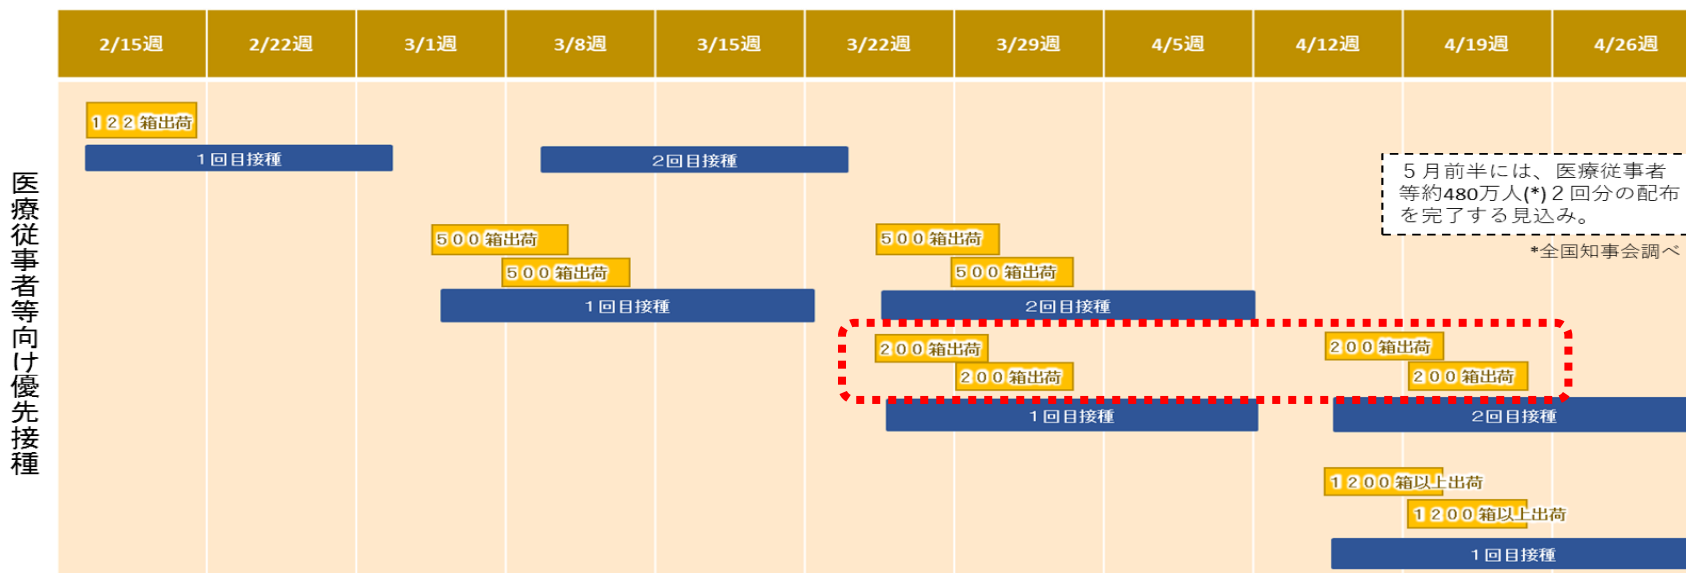 2/15週 2/22週 3/1週 3/8週 3/15週 3/22週 3/29週 4/5週 4/12週 4/19週 4/26週
医療従事者等向け優先接種
１２２箱出荷
１回目接種
２回目接種
５月前半には、医療従事者
等約480万人(*)２回分の配布
を完了する見込み。
*全国知事会調べ
５００箱出荷
５００箱出荷
１回目接種
５００箱出荷
５００箱出荷
２回目接種
２００箱出荷
２００箱出荷
１回目接種
２００箱出荷
２００箱出荷
２回目接種
１２００箱以上出荷
１２００箱以上出荷
１回目接種